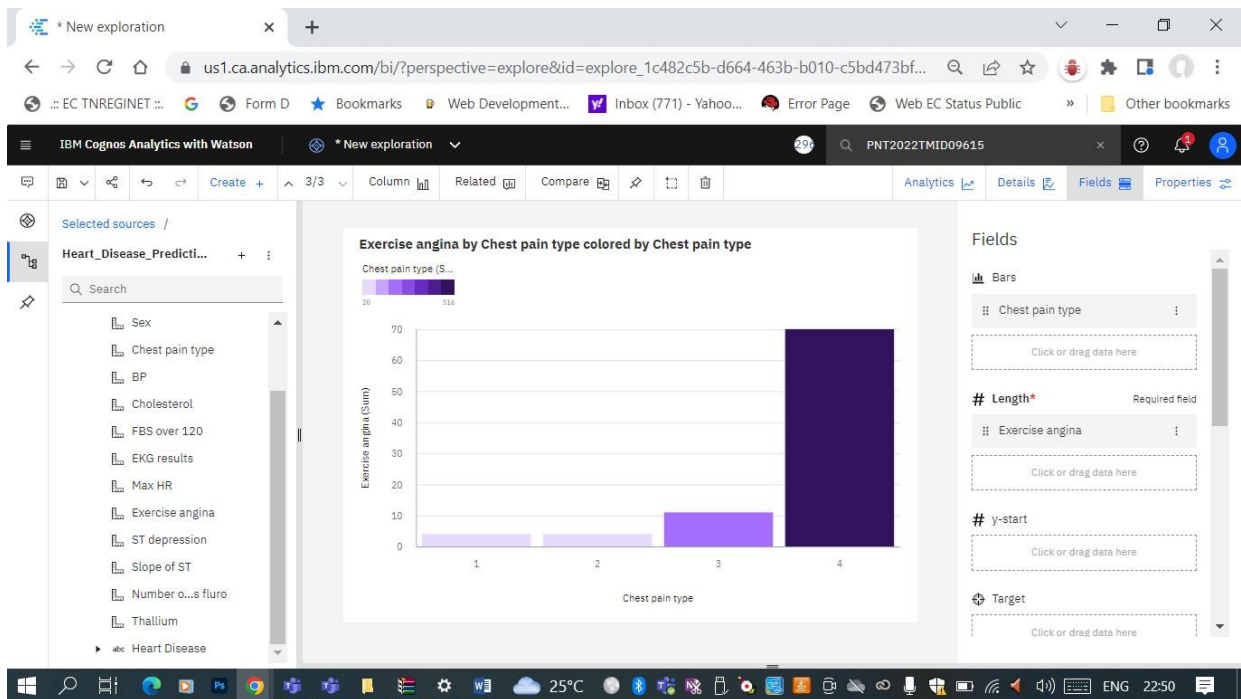 * New exploration
us1.ca.analytics.ibm.com/bi/?perspective=explore&id=explore_1c482c5b-d664-463b-b010-c5bd473bf...
.:: EC TNREGINET ::. G Form D Bookmarks Web Development... Inbox (771) - Yahoo... Error Page Web EC Status Public » Other bookmarks
IBM Cognos Analytics with Watson * New exploration 296 PNT2022TMID09615 1
Create + 3/3 Column Related Compare Analytics Details Fields Properties
Selected sources /
Heart_Disease_Predicti...
Search
Sex
Chest pain type
BP
Cholesterol
FBS over 120
EKG results
Max HR
Exercise angina
ST depression
Slope of ST
Number o...s fluro
Thallium
abc Heart Disease
Exercise angina by Chest pain type colored by Chest pain type
Chest pain type (S...
20 516
70
60
50
40
30
20
10
0
Exercise angina (Sum)
1 2 3 4
Chest pain type
Fields
Bars
Chest pain type
Click or drag data here
# Length* Required field
Exercise angina
Click or drag data here
# y-start
Click or drag data here
Target
Click or drag data here
25°C ENG 22:50